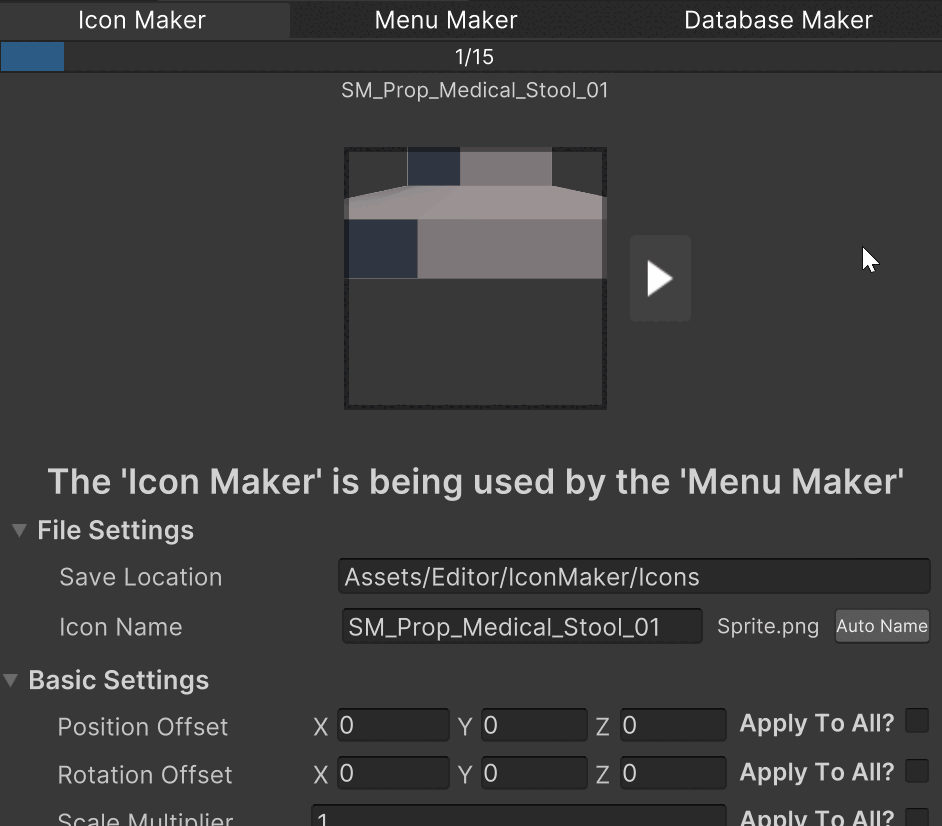 Icon Maker Menu Maker Database Maker
1/15
SM_Prop_Medical_Stool_01
The 'Icon Maker' is being used by the 'Menu Maker'
File Settings
Save Location Assets/Editor/IconMaker/Icons
Icon Name SM_Prop_Medical_Stool_01 Sprite.png Auto Name
Basic Settings
Position Offset X 0 Y 0 Z 0 Apply To All?
Rotation Offset X 0 Y 0 Z 0 Apply To All?
Scale Multiplier 1 Apply To All?